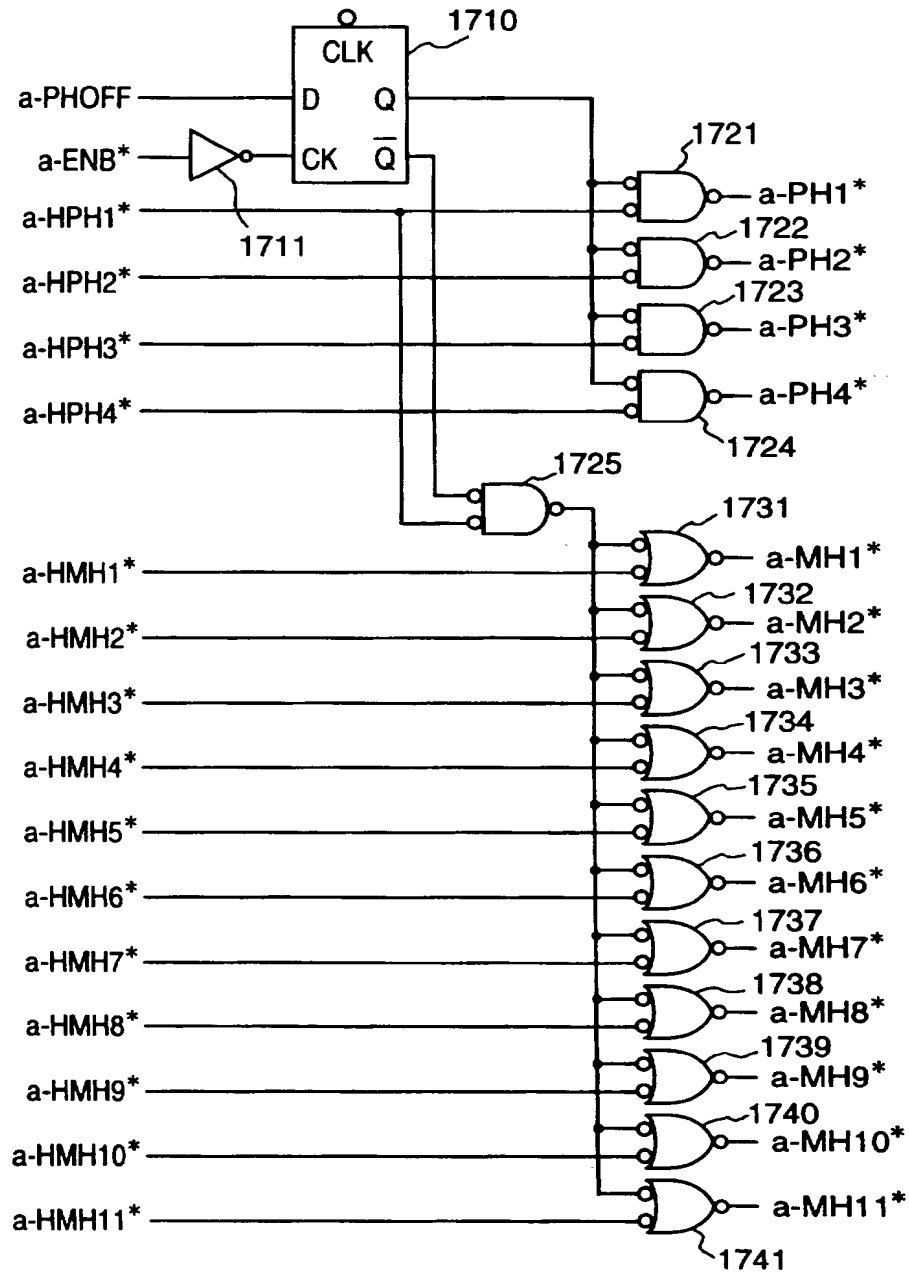 1710
CLK
a-PHOFF D Q
1721
a-ENB* CK Q̅ a-PH1*
a-HPH1* 1711 1722
a-HPH2* a-PH2*
1723
a-HPH3* a-PH3*
a-HPH4* a-PH4*
1724
1725
1731
a-HMH1* a-MH1*
1732
a-HMH2* a-MH2*
1733
a-HMH3* a-MH3*
1734
a-HMH4* a-MH4*
1735
a-HMH5* a-MH5*
1736
a-HMH6* a-MH6*
1737
a-HMH7* a-MH7*
1738
a-HMH8* a-MH8*
1739
a-HMH9* a-MH9*
1740
a-HMH10* a-MH10*
a-HMH11* a-MH11*
1741